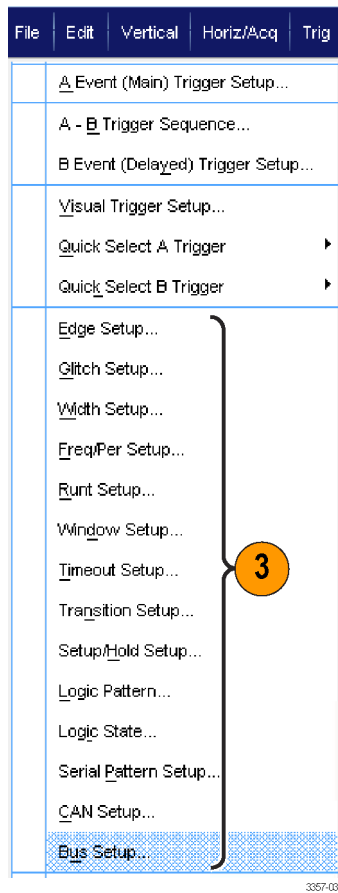 File Edit Vertical Horiz/Acq Trig
A Event (Main) Trigger Setup...
A - B Trigger Sequence...
B Event (Delayed) Trigger Setup...
Visual Trigger Setup...
Quick Select A Trigger
Quick Select B Trigger
Edge Setup...
Glitch Setup...
Width Setup...
Freq/Per Setup...
Runt Setup...
Window Setup...
Timeout Setup...
3
Transition Setup...
Setup/Hold Setup...
Logic Pattern...
Logic State...
Serial Pattern Setup...
CAN Setup...
Bus Setup...
3357-03